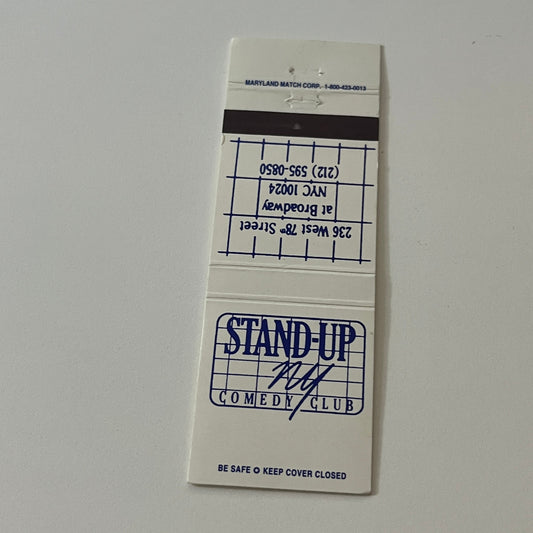 MARYLAND MATCH CORP. 1-800-423-0013
236 West 78th Street
at Broadway
NYC 10024
(212) 595-0850
STAND-UP
NY
COMEDY CLUB
BE SAFE ✪ KEEP COVER CLOSED